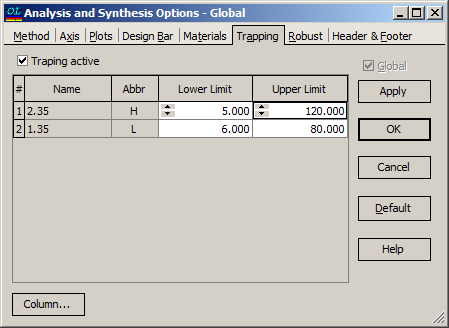 OL Analysis and Synthesis Options - Global
Method Axis Plots Design Bar Materials Trapping Robust Header & Footer
Traping active
Global
# Name Abbr Lower Limit Upper Limit
1 2.35 H 5.000 120.000
2 1.35 L 6.000 80.000
Apply
OK
Cancel
Default
Help
Column...